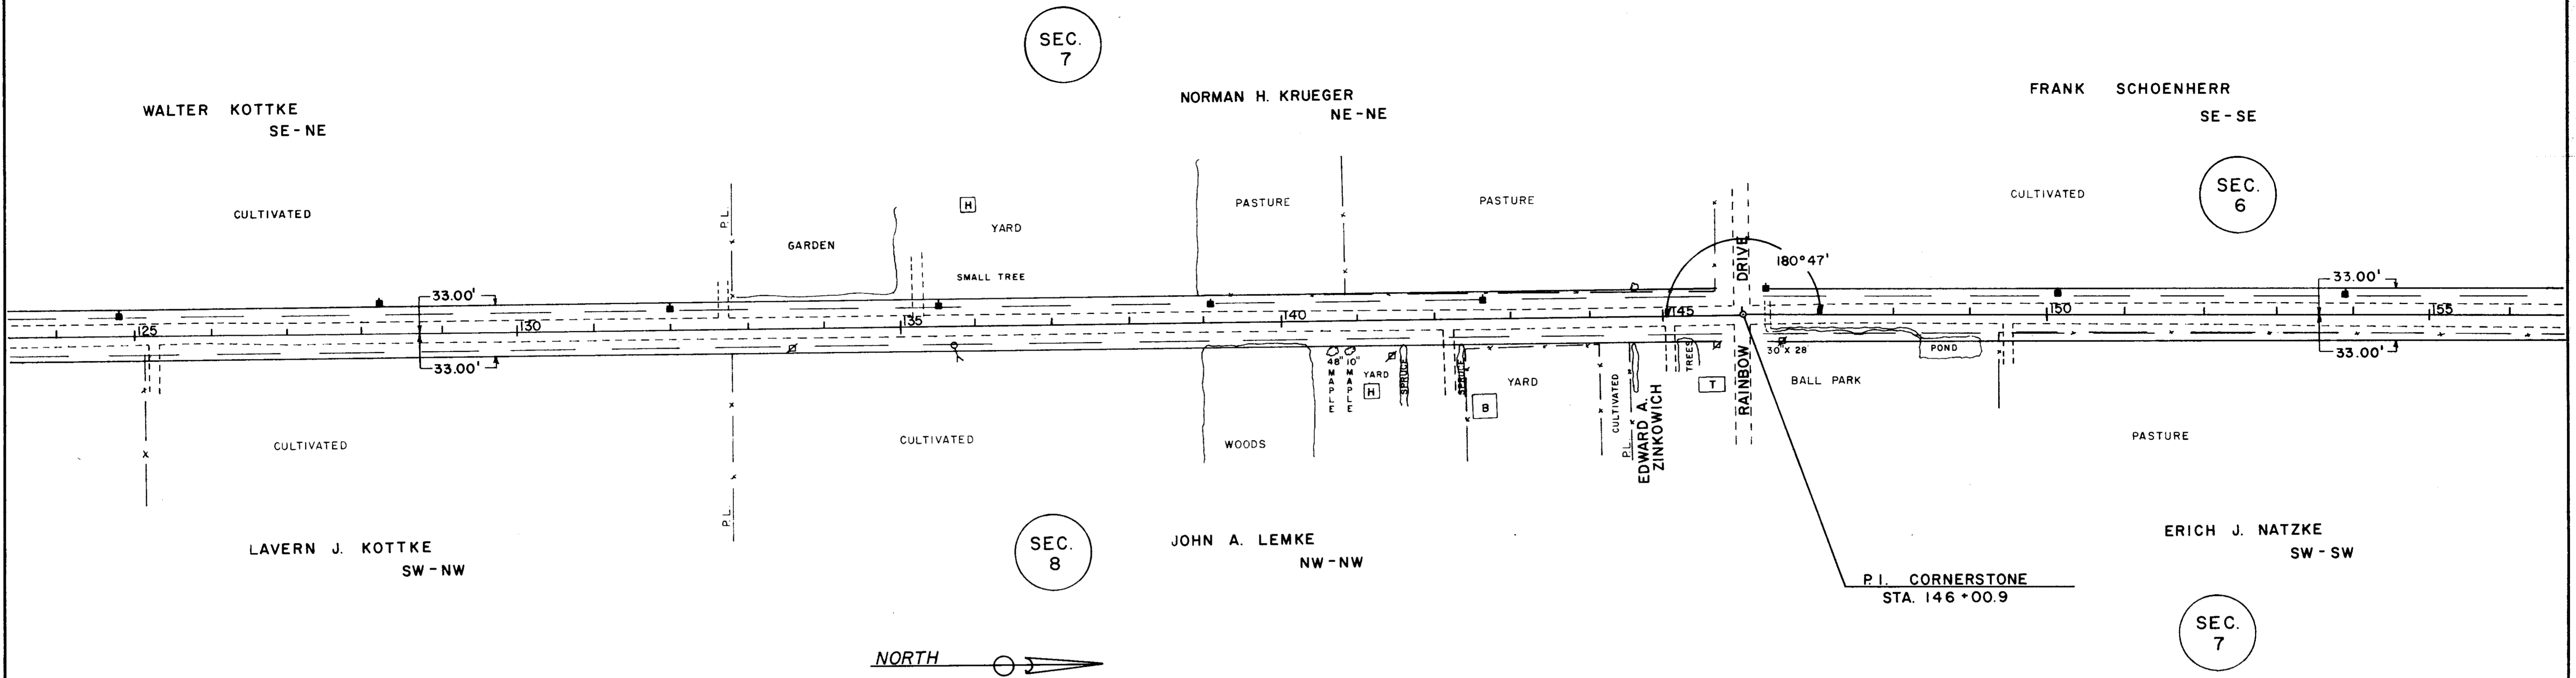 SEC.
7
WALTER KOTTKE
SE-NE
NORMAN H. KRUEGER
NE-NE
FRANK SCHOENHERR
SE-SE
SEC.
6
CULTIVATED
P.L.
GARDEN
H
YARD
SMALL TREE
PASTURE
PASTURE
RAINBOW DRIVE
180°47'
CULTIVATED
33.00'
33.00'
125
130
135
140
145
150
155
33.00'
33.00'
48" MAPLE
10" MAPLE
YARD
H
SPRUCE
SPRUCE
B
YARD
CULTIVATED
P.L.
EDWARD A.
ZINKOWICH
TREES
T
30" X 28'
BALL PARK
POND
CULTIVATED
P.L.
CULTIVATED
WOODS
PASTURE
LAVERN J. KOTTKE
SW-NW
SEC.
8
JOHN A. LEMKE
NW-NW
ERICH J. NATZKE
SW-SW
P.I. CORNERSTONE
STA. 146+00.9
SEC.
7
NORTH